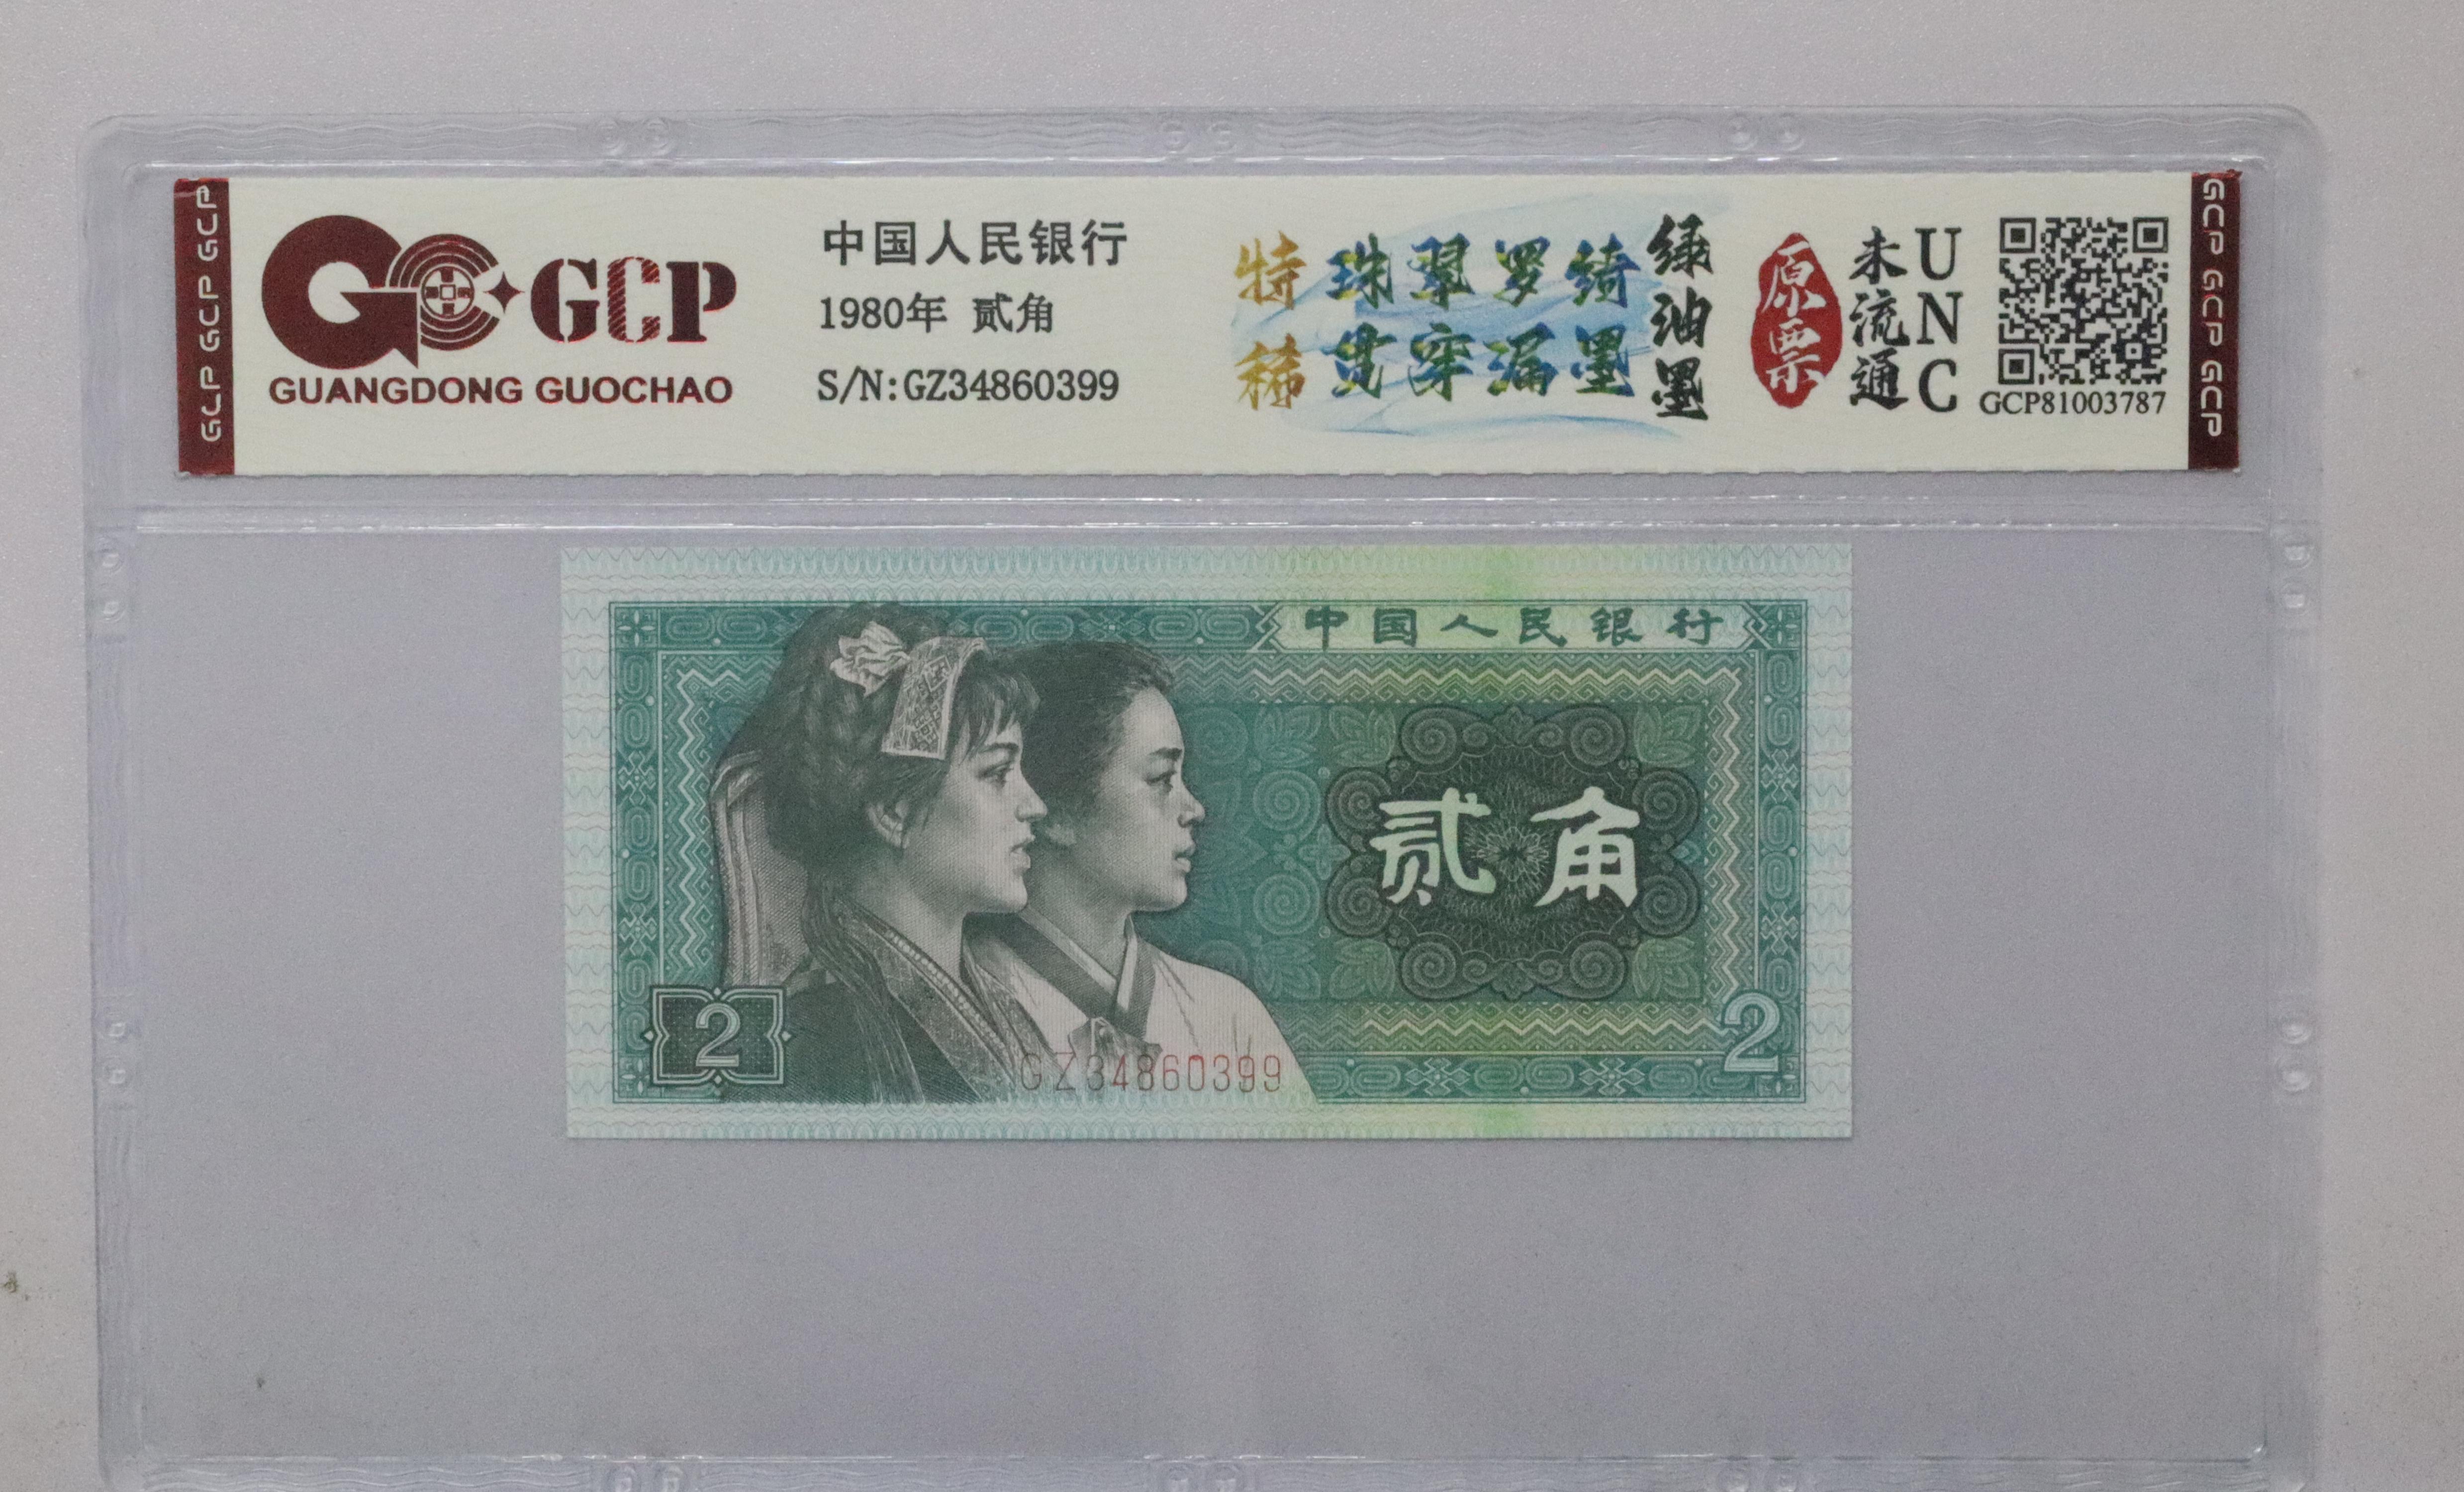 GCP GCP GCP
GCP
GUANGDONG GUOCHAO
中国人民银行
1980年 贰角
S/N:GZ34860399
特稀
珠翠罗绮
贯穿漏墨
绿油墨
原票
未流通
UNC
GCP81003787
GCP GCP GCP
中国人民银行
贰角
2
2
GZ34860399